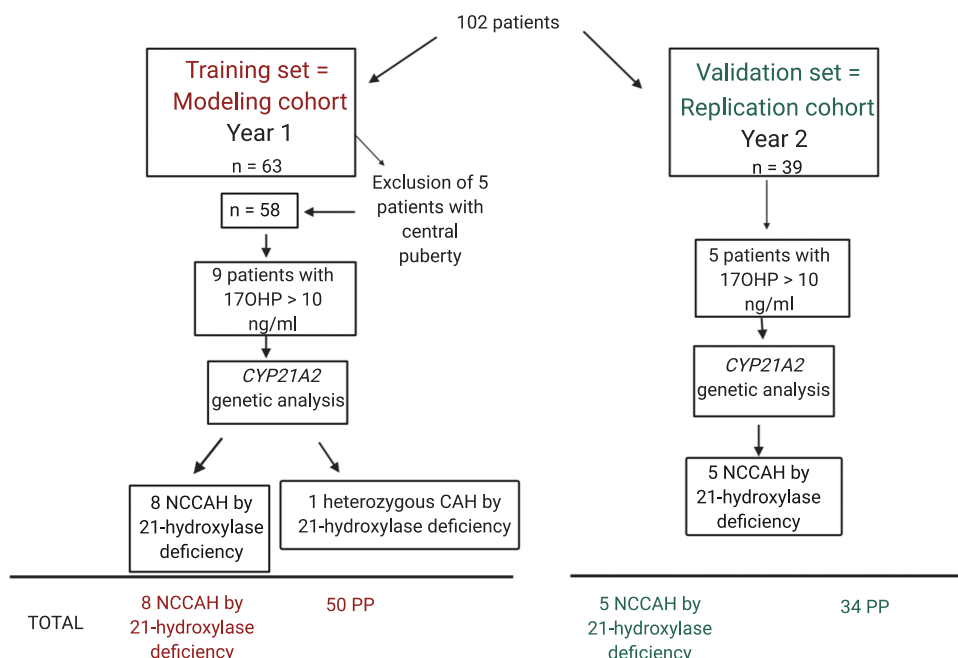 102 patients
Training set =
Modeling cohort
Year 1
n = 63
Exclusion of 5
patients with
central
puberty
n = 58
9 patients with
17OHP > 10
ng/ml
CYP21A2
genetic analysis
8 NCCAH by
21-hydroxylase
deficiency
1 heterozygous CAH by
21-hydroxylase deficiency
Validation set =
Replication cohort
Year 2
n = 39
5 patients with
17OHP > 10
ng/ml
CYP21A2
genetic analysis
5 NCCAH by
21-hydroxylase
deficiency
TOTAL
8 NCCAH by
21-hydroxylase
deficiency
50 PP
5 NCCAH by
21-hydroxylase
deficiency
34 PP